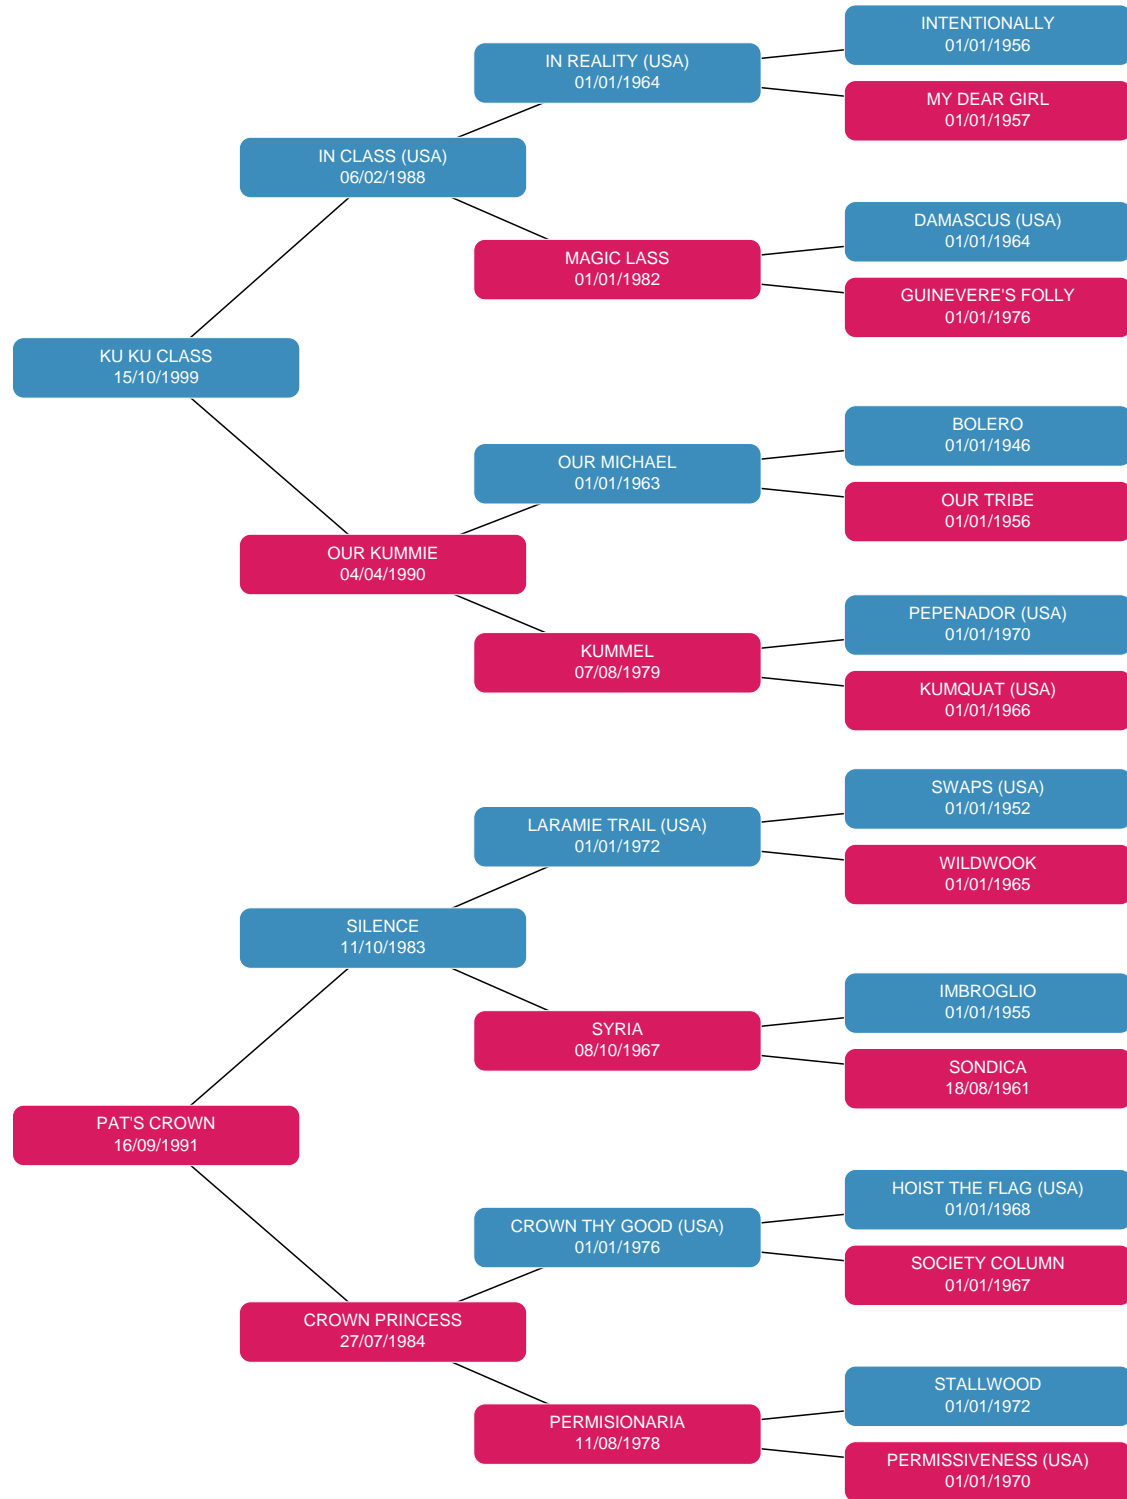 INTENTIONALLY
01/01/1956
IN REALITY (USA)
01/01/1964
MY DEAR GIRL
01/01/1957
IN CLASS (USA)
06/02/1988
DAMASCUS (USA)
01/01/1964
MAGIC LASS
01/01/1982
GUINEVERE'S FOLLY
01/01/1976
KU KU CLASS
15/10/1999
BOLERO
01/01/1946
OUR MICHAEL
01/01/1963
OUR TRIBE
01/01/1956
OUR KUMMIE
04/04/1990
PEPENADOR (USA)
01/01/1970
KUMMEL
07/08/1979
KUMQUAT (USA)
01/01/1966
SWAPS (USA)
01/01/1952
LARAMIE TRAIL (USA)
01/01/1972
WILDWOOK
01/01/1965
SILENCE
11/10/1983
IMBROGLIO
01/01/1955
SYRIA
08/10/1967
SONDICA
18/08/1961
PAT'S CROWN
16/09/1991
HOIST THE FLAG (USA)
01/01/1968
CROWN THY GOOD (USA)
01/01/1976
SOCIETY COLUMN
01/01/1967
CROWN PRINCESS
27/07/1984
STALLWOOD
01/01/1972
PERMISIONARIA
11/08/1978
PERMISSIVENESS (USA)
01/01/1970